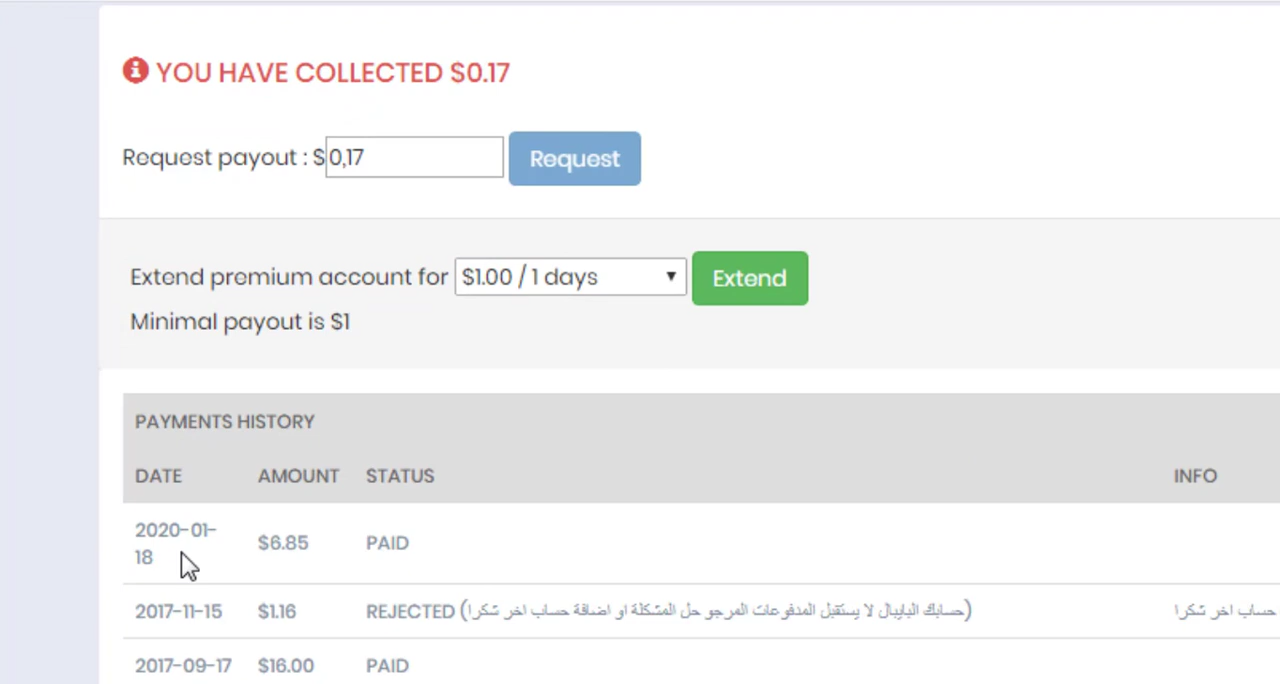 YOU HAVE COLLECTED $0.17
Request payout : $0,17 Request
Extend premium account for $1.00 / 1 days Extend
Minimal payout is $1
PAYMENTS HISTORY
DATE AMOUNT STATUS INFO
2020-01-18 $6.85 PAID
2017-11-15 $1.16 REJECTED (حسابك البايبال لا يستقبل المدفوعات المرجو حل المشكلة او اضافة حساب اخر شكرا) حساب اخر شكرا
2017-09-17 $16.00 PAID